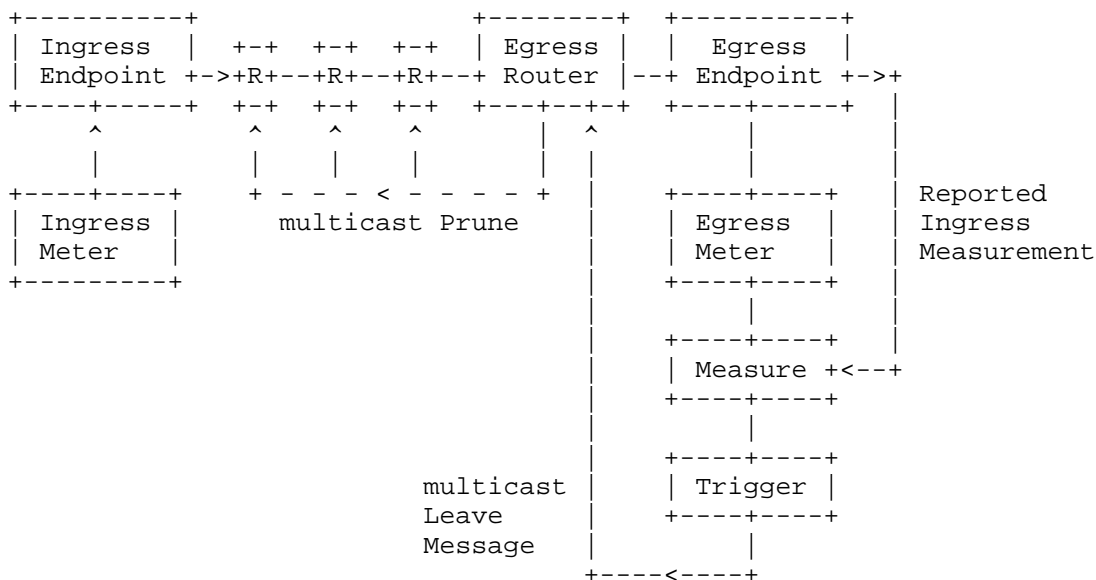 +----------+                           +--------+  +----------+
| Ingress  |   +-+  +-+  +-+   | Egress |  |  Egress  |
| Endpoint +->+R+--+R+--+R+--+ Router |--+ Endpoint +->+
+----+-----+  +-+  +-+  +-+  +---+--+-+  +----+-----+  |
     ^         ^    ^    ^       |  ^         |        |
     |         |    |    |       |  |         |        |
+----+----+    + - - - < - - - - +  |    +----+----+   | Reported
| Ingress |      multicast Prune    |    | Egress  |   | Ingress
| Meter   |                         |    | Meter   |   | Measurement
+---------+                         |    +----+----+   |
                                    |         |        |
                                    |    +----+----+   |
                                    |    | Measure +<--+
                                    |    +----+----+
                                    |         |
                                    |    +----+----+
                          multicast |    | Trigger |
                          Leave     |    +----+----+
                          Message   |         |
                                    +----<----+